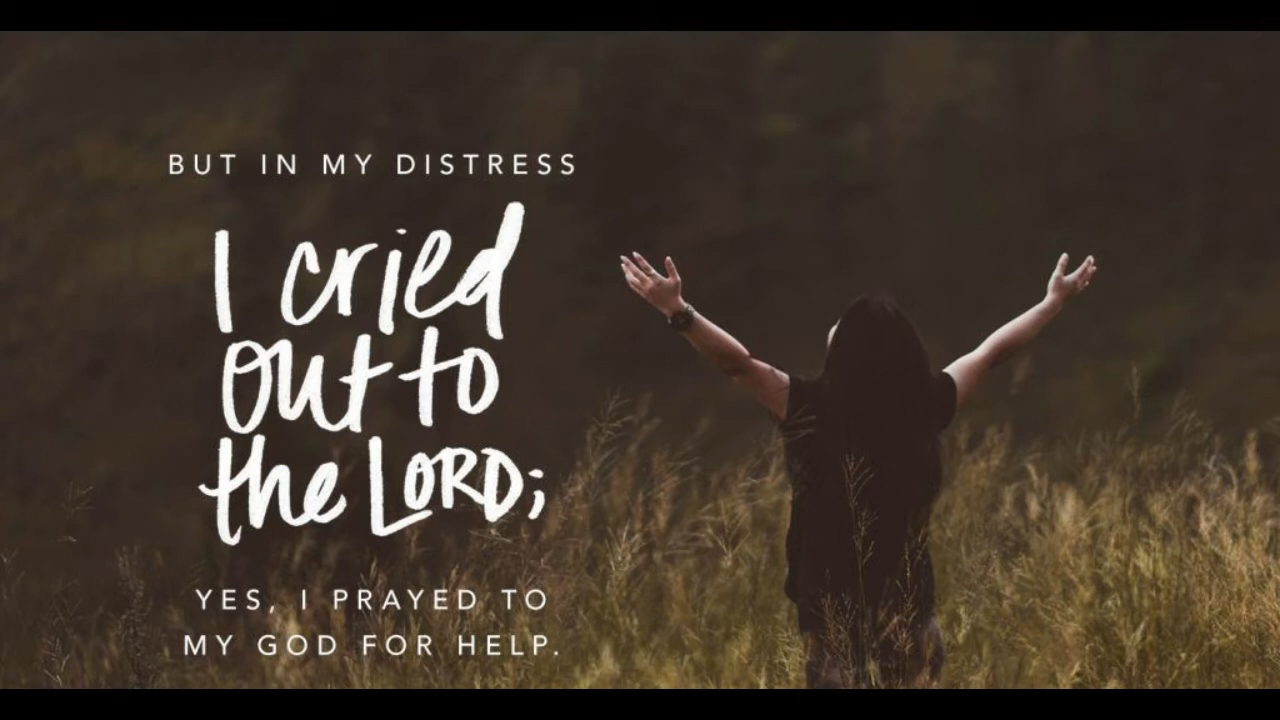 BUT IN MY DISTRESS
I cried
out to
the LORD;
YES, I PRAYED TO
MY GOD FOR HELP.